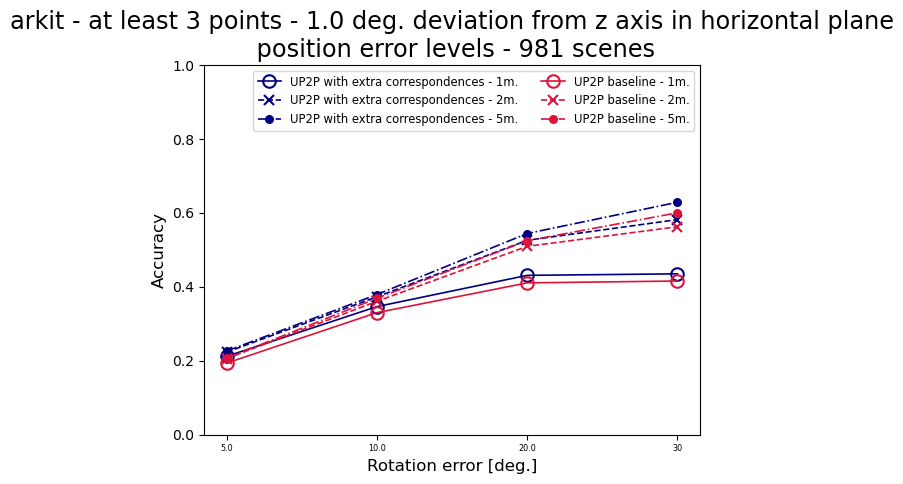 arkit - at least 3 points - 1.0 deg. deviation from z axis in horizontal plane
position error levels - 981 scenes
UP2P with extra correspondences - 1m.
UP2P with extra correspondences - 2m.
UP2P with extra correspondences - 5m.
UP2P baseline - 1m.
UP2P baseline - 2m.
UP2P baseline - 5m.
1.0
0.8
0.6
0.4
0.2
0.0
Accuracy
5.0
10.0
20.0
30
Rotation error [deg.]